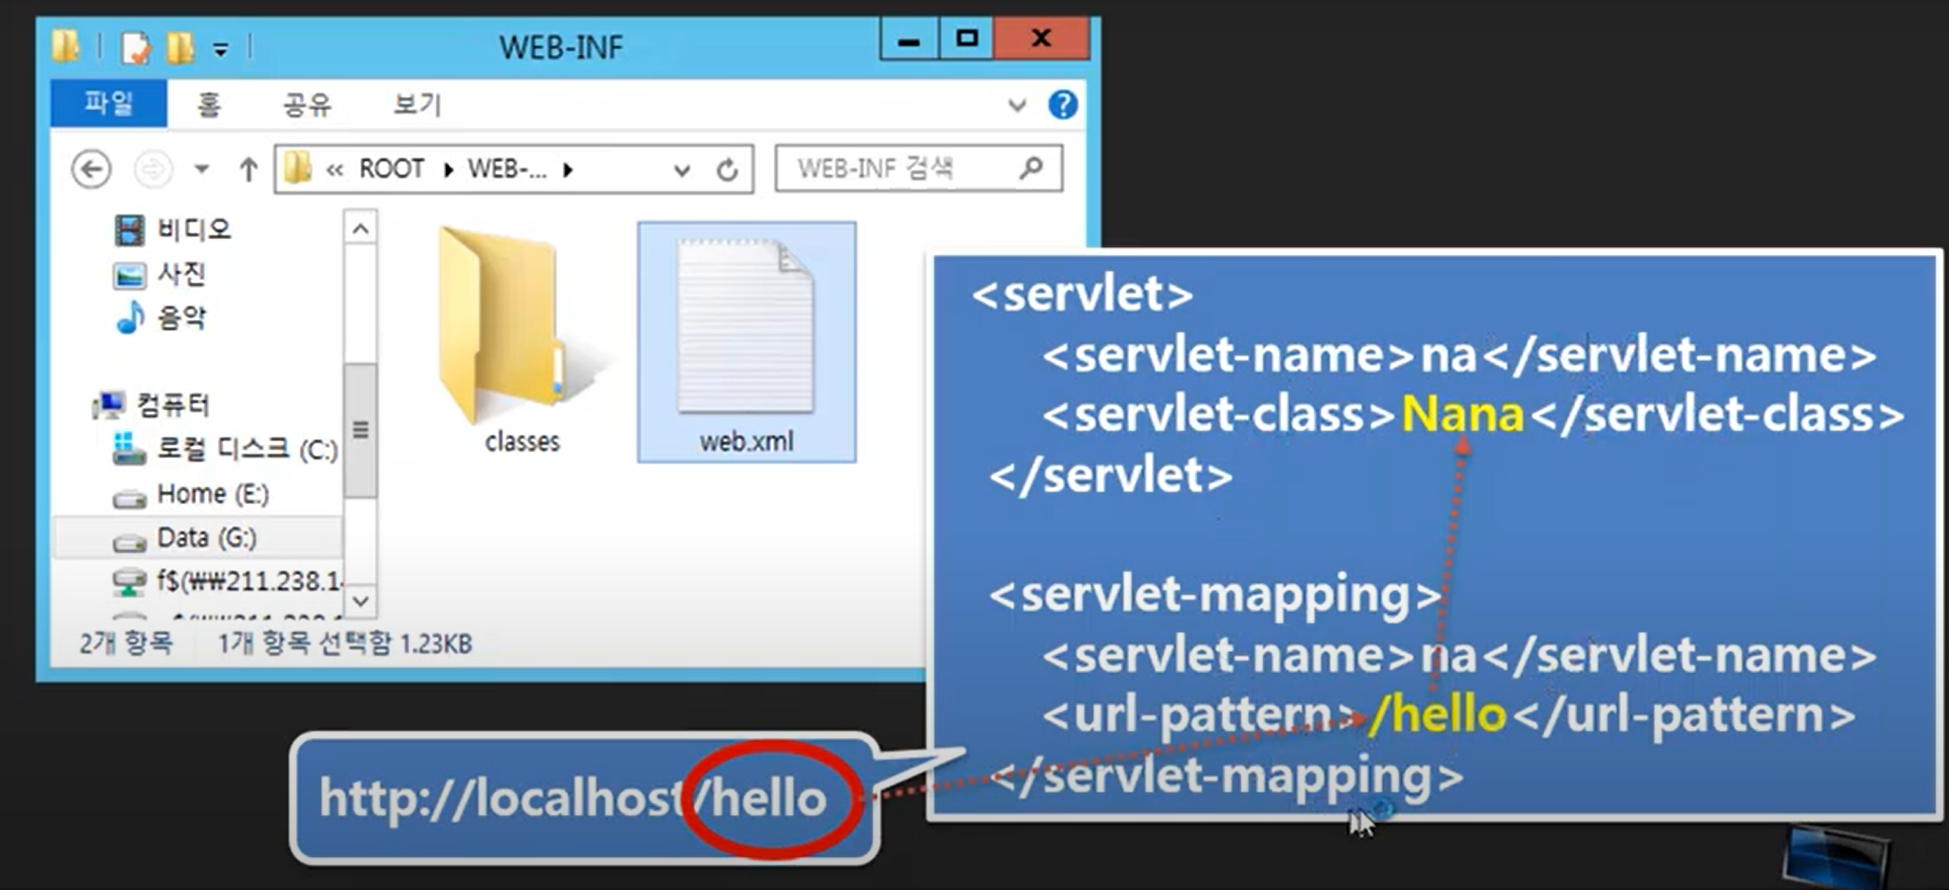 WEB-INF
파일 홈 공유 보기
« ROOT ▸ WEB-... ▸ WEB-INF 검색
비디오
사진
음악
컴퓨터
로컬 디스크 (C:)
Home (E:)
Data (G:)
f$(₩₩211.238.1
classes
web.xml
2개 항목 1개 항목 선택함 1.23KB
<servlet>
<servlet-name>na</servlet-name>
<servlet-class>Nana</servlet-class>
</servlet>
<servlet-mapping>
<servlet-name>na</servlet-name>
<url-pattern>/hello</url-pattern>
</servlet-mapping>
http://localhost/hello